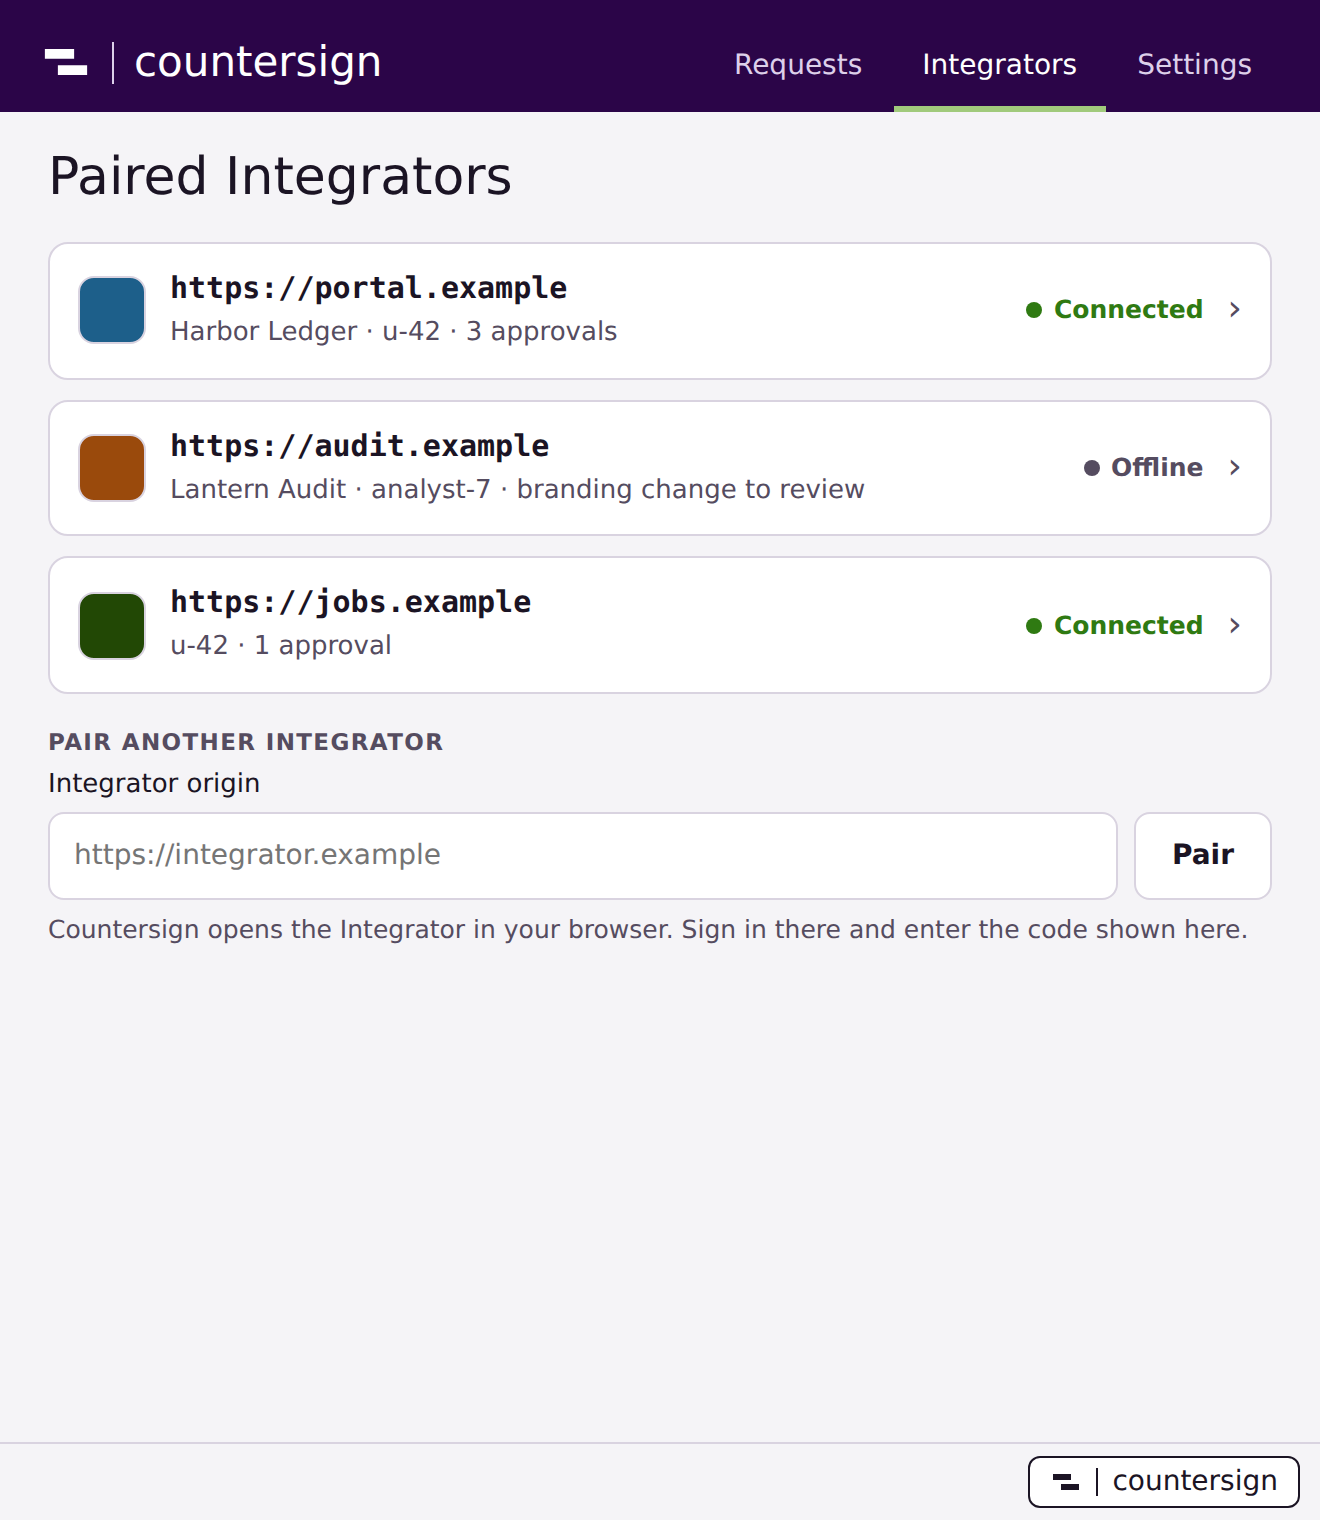 countersign
Requests Integrators Settings
Paired Integrators
https://portal.example
Harbor Ledger · u-42 · 3 approvals
Connected ›
https://audit.example
Lantern Audit · analyst-7 · branding change to review
Offline ›
https://jobs.example
u-42 · 1 approval
Connected ›
PAIR ANOTHER INTEGRATOR
Integrator origin
https://integrator.example
Pair
Countersign opens the Integrator in your browser. Sign in there and enter the code shown here.
countersign